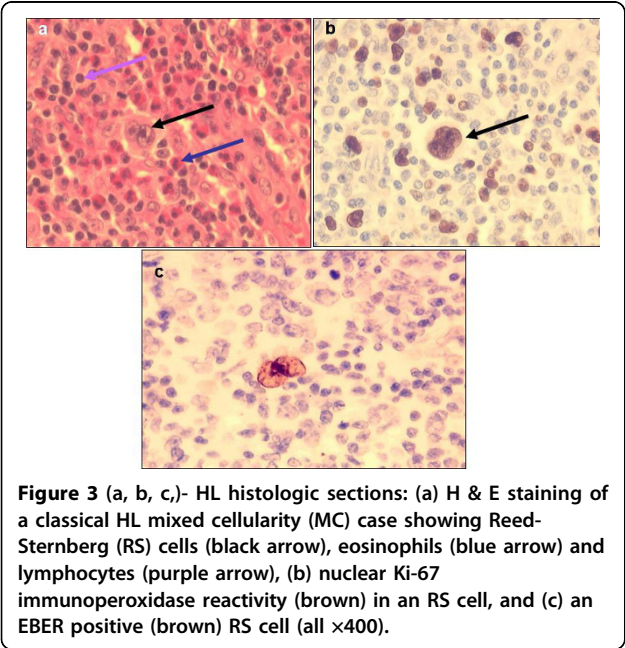 a
b
c
Figure 3 (a, b, c,)- HL histologic sections: (a) H & E staining of
a classical HL mixed cellularity (MC) case showing Reed-
Sternberg (RS) cells (black arrow), eosinophils (blue arrow) and
lymphocytes (purple arrow), (b) nuclear Ki-67
immunoperoxidase reactivity (brown) in an RS cell, and (c) an
EBER positive (brown) RS cell (all ×400).